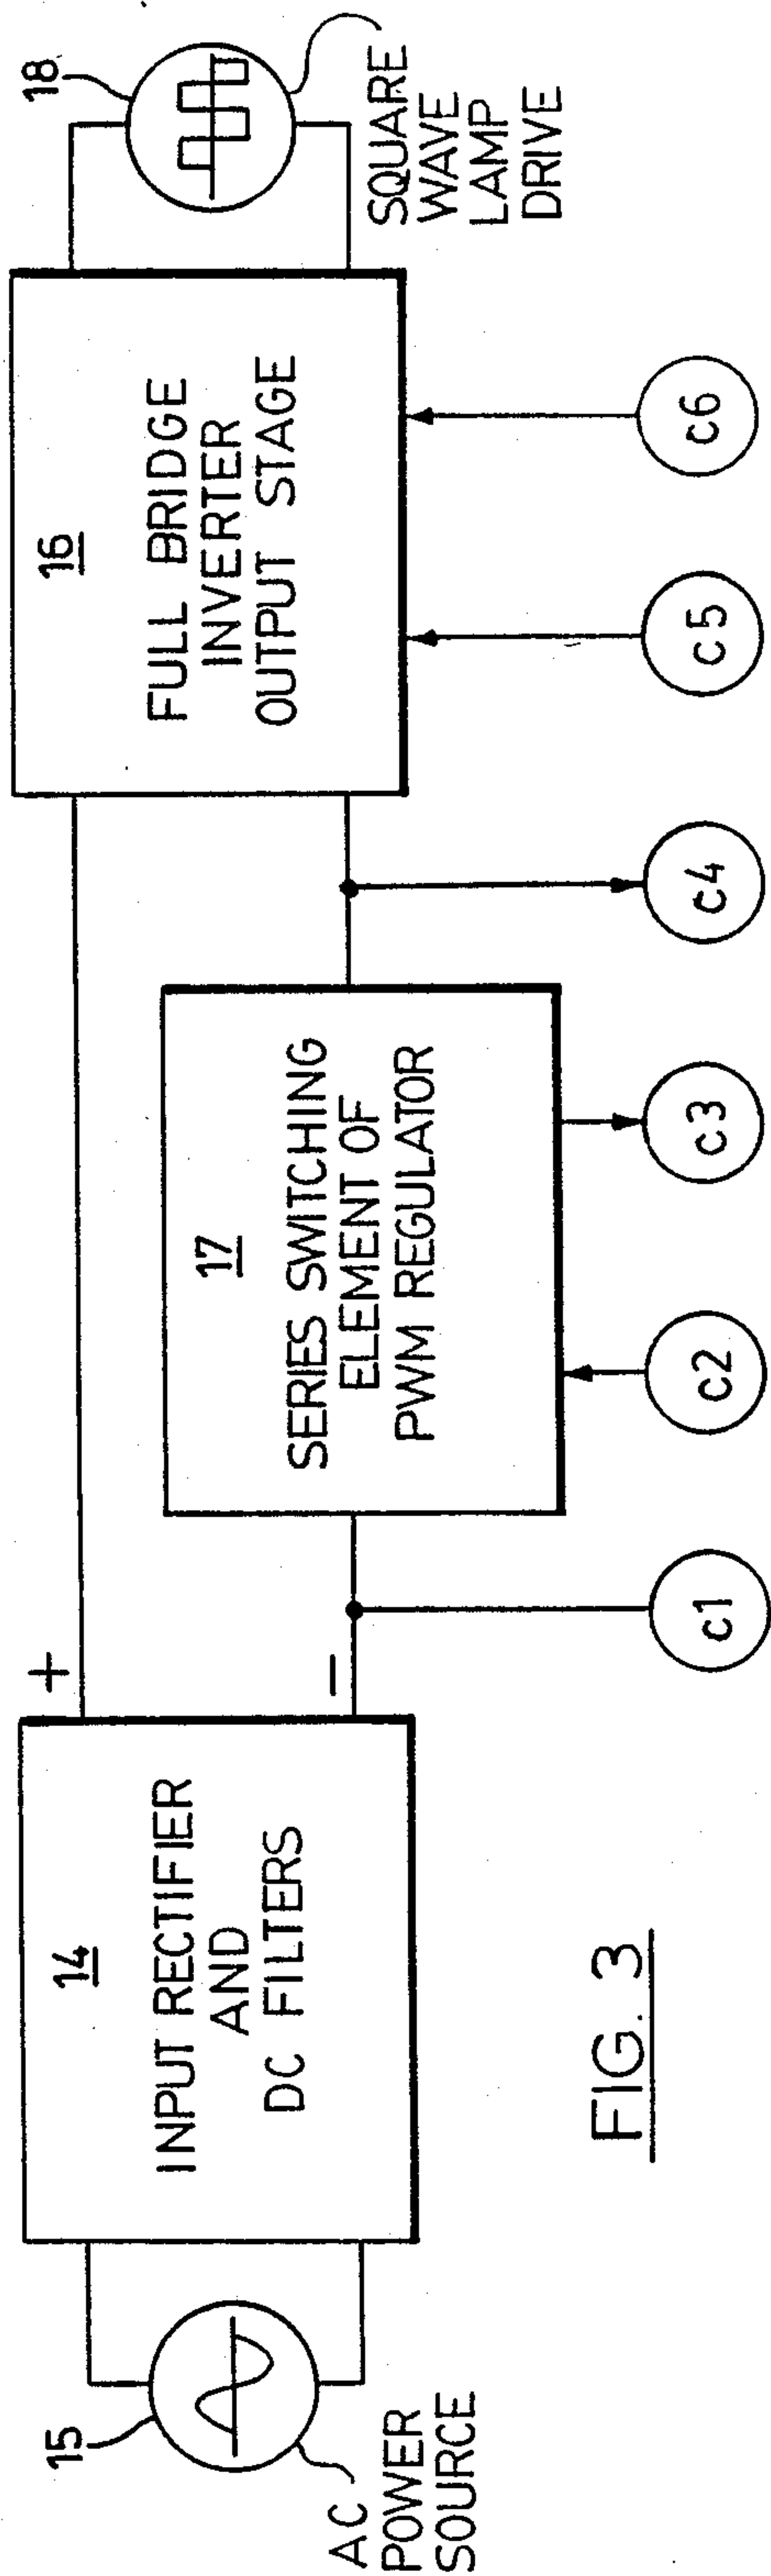 15
AC
POWER
SOURCE
14
INPUT RECTIFIER
AND
DC FILTERS
+
−
17
SERIES SWITCHING
ELEMENT OF
PWM REGULATOR
16
FULL BRIDGE
INVERTER
OUTPUT STAGE
18
SQUARE
WAVE
LAMP
DRIVE
c1
c2
c3
c4
c5
c6
FIG. 3